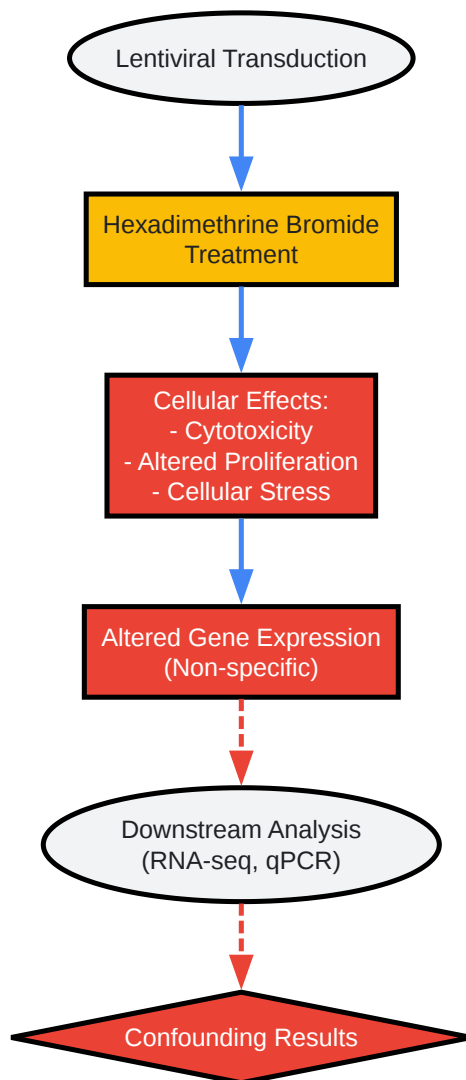 Lentiviral Transduction
Hexadimethrine Bromide
Treatment
Cellular Effects:
- Cytotoxicity
- Altered Proliferation
- Cellular Stress
Altered Gene Expression
(Non-specific)
Downstream Analysis
(RNA-seq, qPCR)
Confounding Results